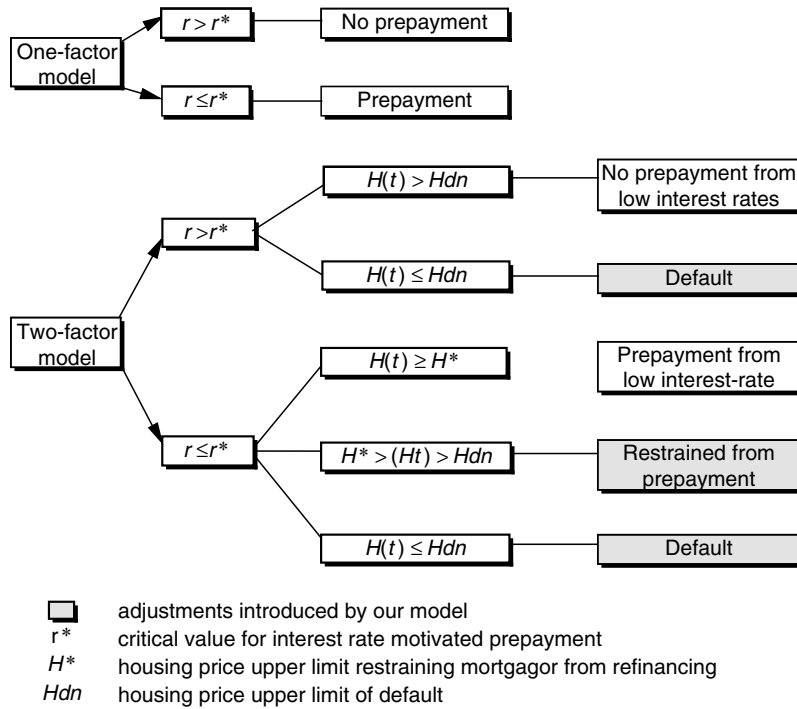 One-factor
model
r > r*
No prepayment
r ≤ r*
Prepayment
Two-factor
model
r > r*
H(t) > Hdn
No prepayment from
low interest rates
H(t) ≤ Hdn
Default
r ≤ r*
H(t) ≥ H*
Prepayment from
low interest-rate
H* > (Ht) > Hdn
Restrained from
prepayment
H(t) ≤ Hdn
Default
adjustments introduced by our model
r* critical value for interest rate motivated prepayment
H* housing price upper limit restraining mortgagor from refinancing
Hdn housing price upper limit of default